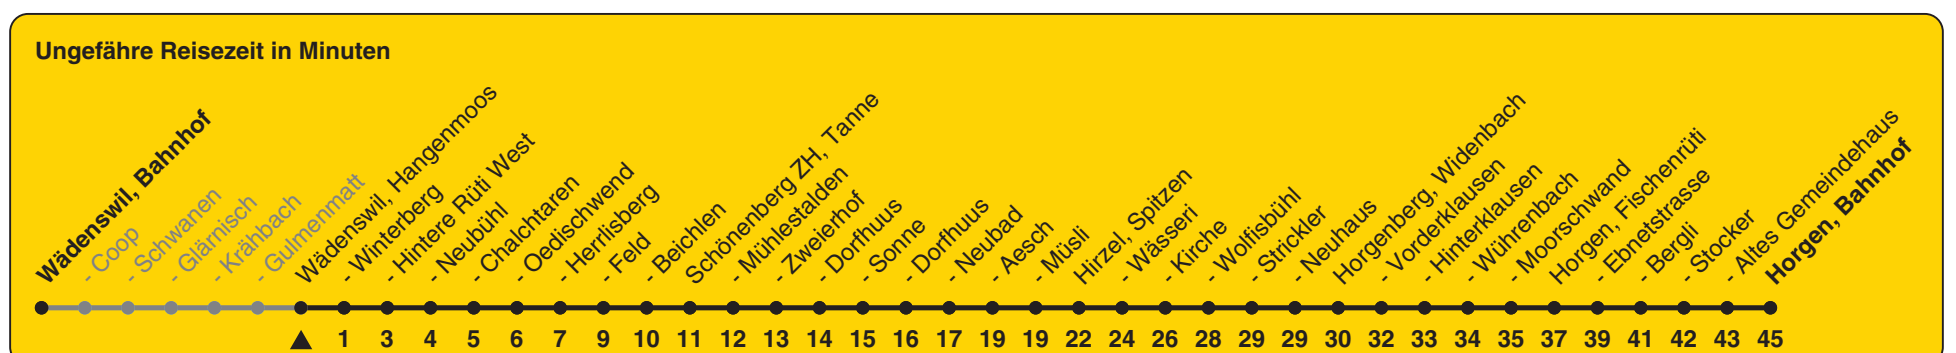 Ungefähre Reisezeit in Minuten
Wädenswil, Bahnhof
- Coop
- Schwanen
- Glärnisch
- Krähbach
- Gulmenmatt
Wädenswil, Hangenmoos
- Winterberg
- Hintere Rüti West
- Neubühl
- Chalchtaren
- Oedischwend
- Herrlisberg
- Feld
- Beichlen
Schönenberg ZH, Tanne
- Mühlestalden
- Zweierhof
- Dorfhuus
- Sonne
- Dorfhuus
- Neubad
- Aesch
- Müsli
Hirzel, Spitzen
- Wässeri
- Kirche
- Wolfisbühl
- Strickler
- Neuhaus
Horgenberg, Widenbach
- Vorderklausen
- Hinterklausen
- Wührenbach
- Moorschwand
Horgen, Fischenrüti
- Ebnetstrasse
- Bergli
- Stocker
- Altes Gemeindehaus
Horgen, Bahnhof
1 3 4 5 6 7 9 10 11 12 13 14 15 16 17 19 19 22 24 26 28 29 29 30 32 33 34 35 37 39 41 42 43 45